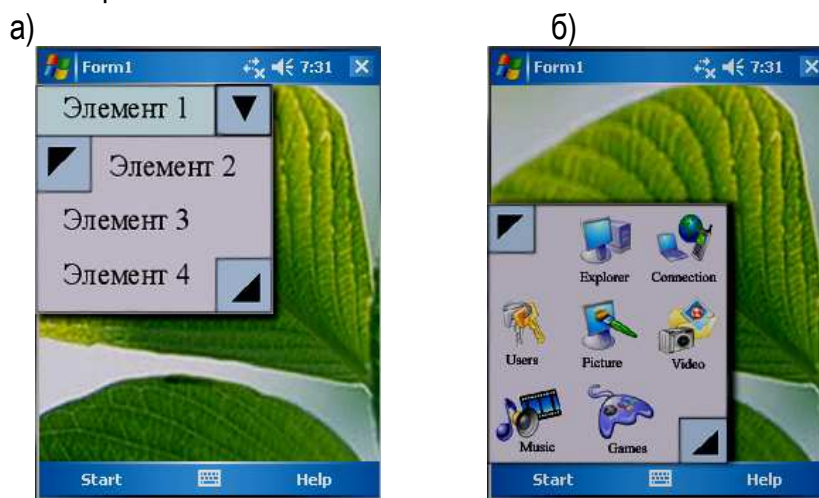 а)
Form1 7:31
Элемент 1
Элемент 2
Элемент 3
Элемент 4
Start Help
б)
Form1 7:31
Explorer Connection
Users Picture Video
Music Games
Start Help